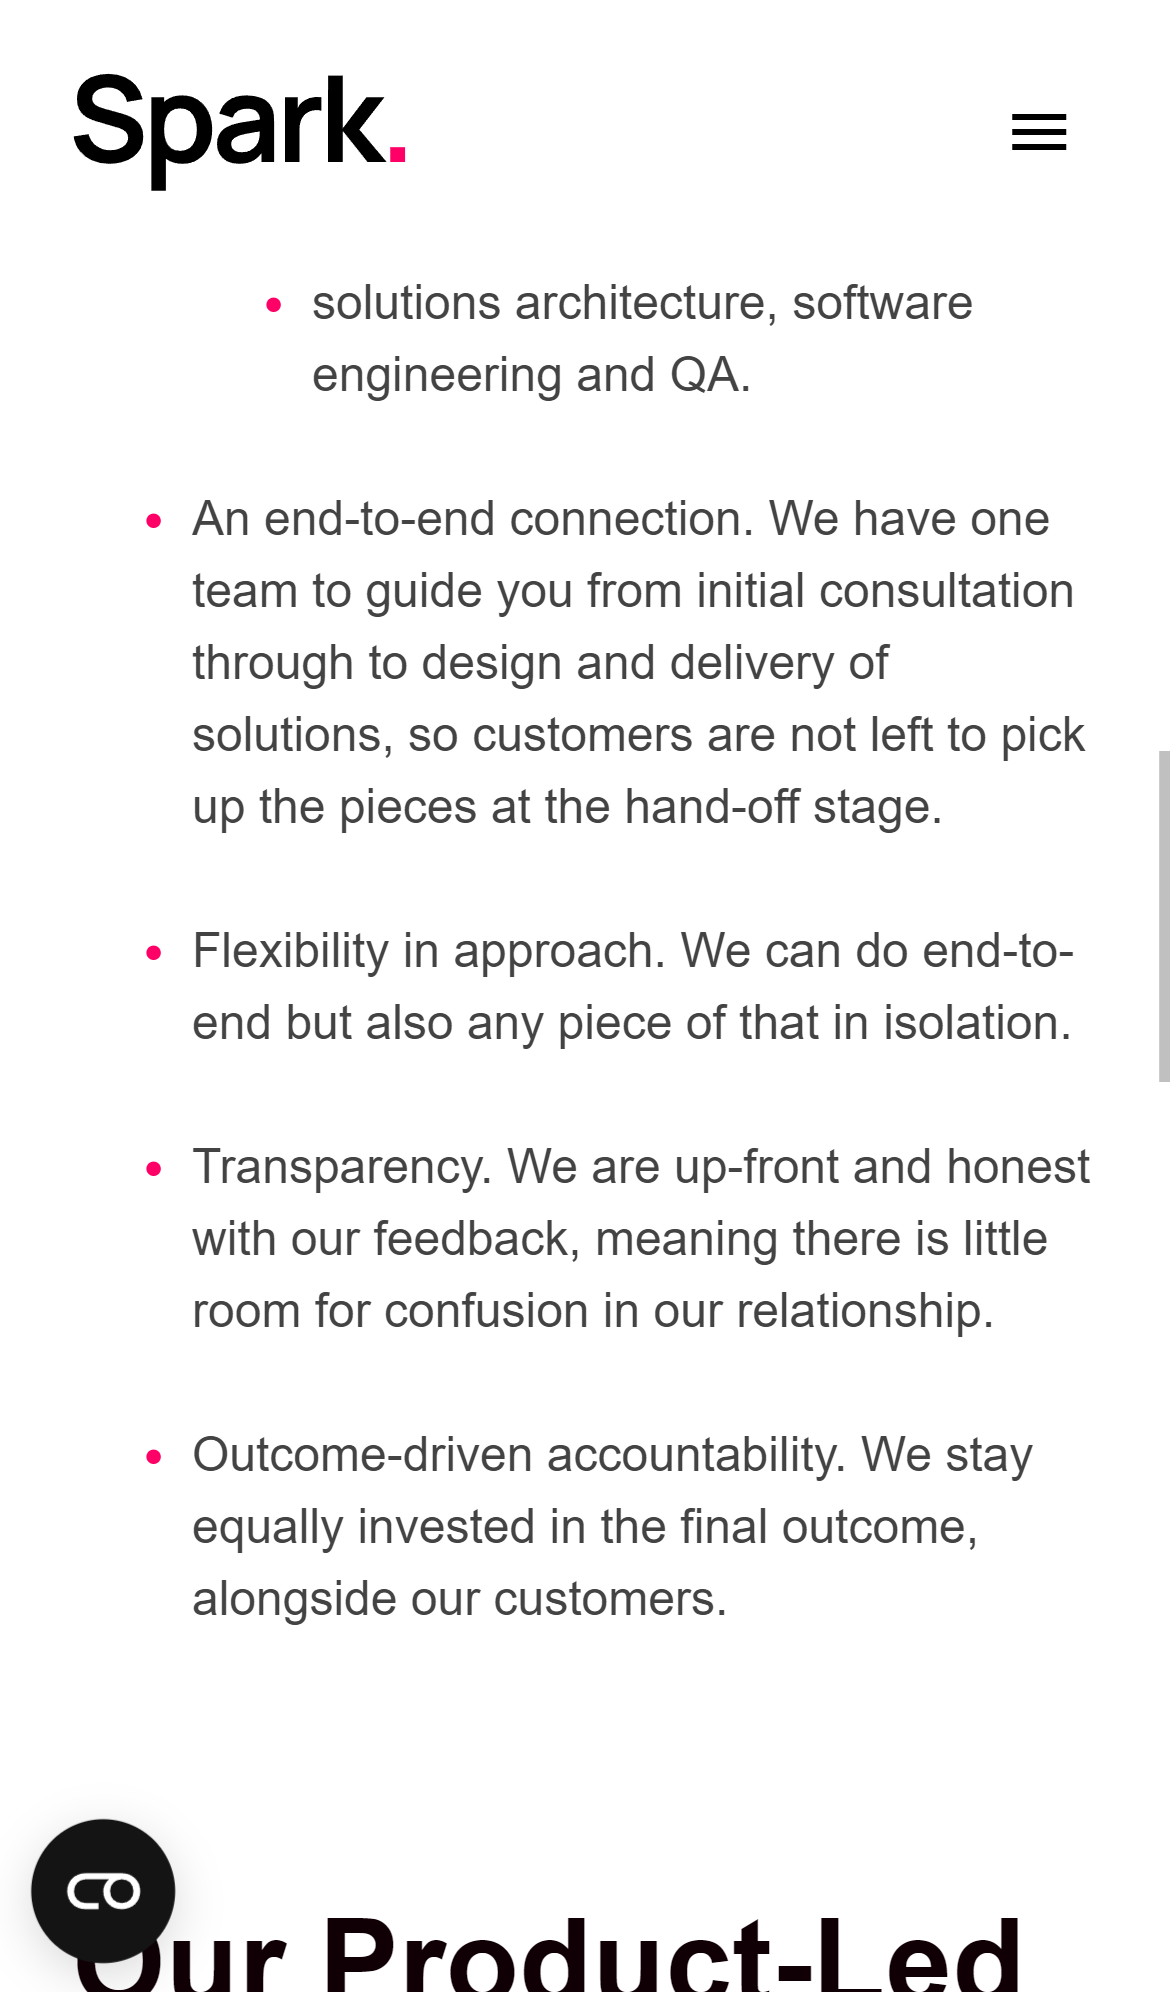 Spark.
solutions architecture, software
engineering and QA.
An end-to-end connection. We have one
team to guide you from initial consultation
through to design and delivery of
solutions, so customers are not left to pick
up the pieces at the hand-off stage.
Flexibility in approach. We can do end-to-
end but also any piece of that in isolation.
Transparency. We are up-front and honest
with our feedback, meaning there is little
room for confusion in our relationship.
Outcome-driven accountability. We stay
equally invested in the final outcome,
alongside our customers.
Our Product-Led